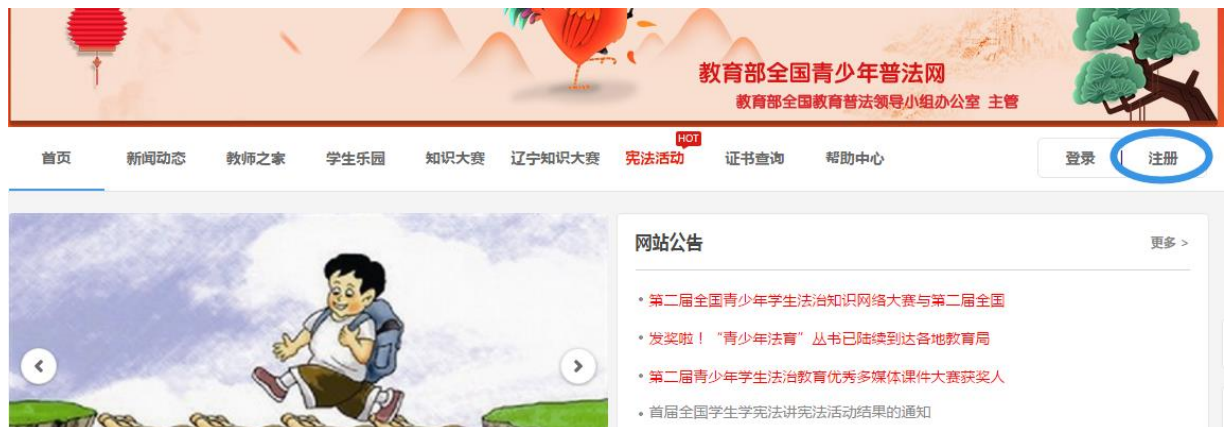 教育部全国青少年普法网
教育部全国教育普法领导小组办公室 主管
首页 新闻动态 教师之家 学生乐园 知识大赛 辽宁知识大赛 宪法活动 HOT 证书查询 帮助中心 登录 | 注册
网站公告 更多 >
• 第二届全国青少年学生法治知识网络大赛与第二届全国
• 发奖啦！“青少年法育”丛书已陆续到达各地教育局
• 第二届青少年学生法治教育优秀多媒体课件大赛获奖人
• 首届全国学生学宪法讲宪法活动结果的通知